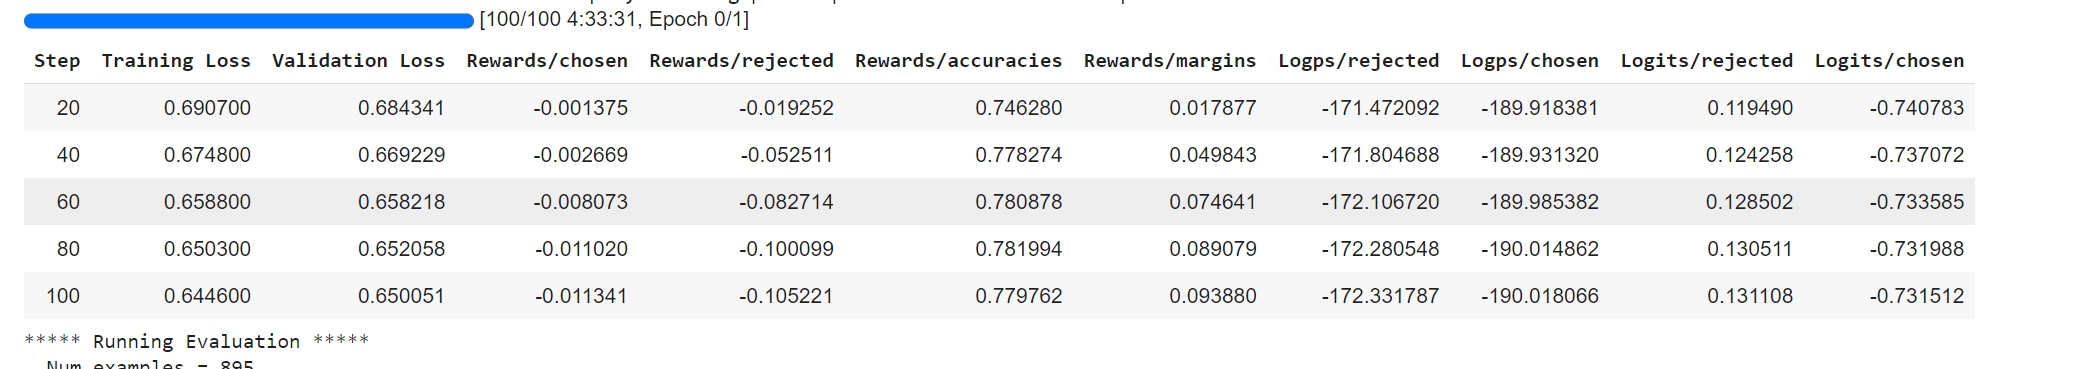 [100/100 4:33:31, Epoch 0/1]
Step Training Loss Validation Loss Rewards/chosen Rewards/rejected Rewards/accuracies Rewards/margins Logps/rejected Logps/chosen Logits/rejected Logits/chosen
20 0.690700 0.684341 -0.001375 -0.019252 0.746280 0.017877 -171.472092 -189.918381 0.119490 -0.740783
40 0.674800 0.669229 -0.002669 -0.052511 0.778274 0.049843 -171.804688 -189.931320 0.124258 -0.737072
60 0.658800 0.658218 -0.008073 -0.082714 0.780878 0.074641 -172.106720 -189.985382 0.128502 -0.733585
80 0.650300 0.652058 -0.011020 -0.100099 0.781994 0.089079 -172.280548 -190.014862 0.130511 -0.731988
100 0.644600 0.650051 -0.011341 -0.105221 0.779762 0.093880 -172.331787 -190.018066 0.131108 -0.731512
***** Running Evaluation *****
Num examples = 895